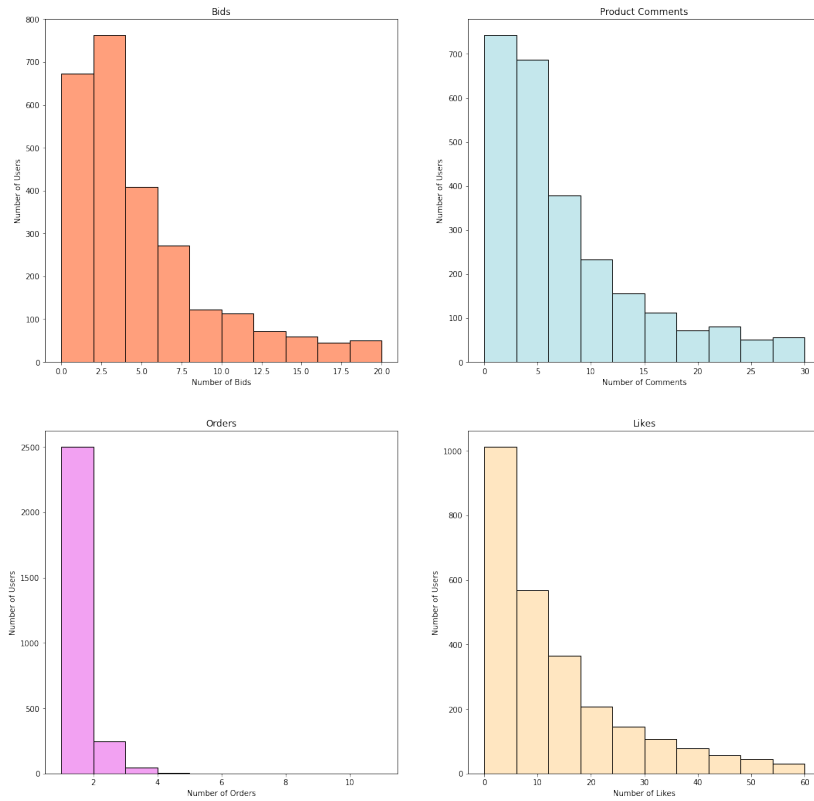 Bids
800
700
600
500
400
300
200
100
0
Number of Users
0.0 2.5 5.0 7.5 10.0 12.5 15.0 17.5 20.0
Number of Bids
Product Comments
700
600
500
400
300
200
100
0
Number of Users
0 5 10 15 20 25 30
Number of Comments
Orders
2500
2000
1500
1000
500
0
Number of Users
2 4 6 8 10
Number of Orders
Likes
1000
800
600
400
200
0
Number of Users
0 10 20 30 40 50 60
Number of Likes